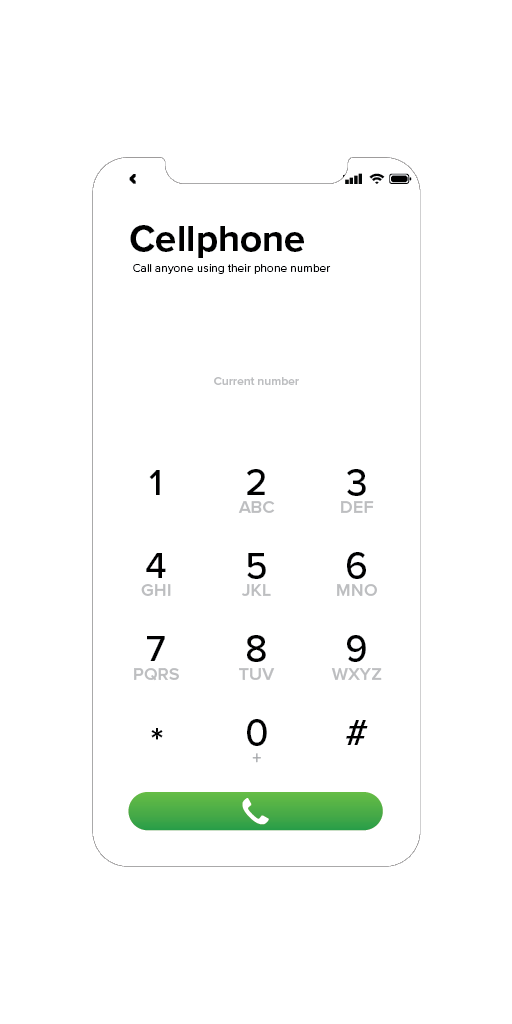 Cellphone
Call anyone using their phone number
Current number
1 2 3
ABC DEF
4 5 6
GHI JKL MNO
7 8 9
PQRS TUV WXYZ
* 0 #
+